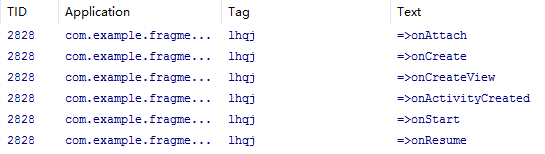 TID Application Tag Text
2828 com.example.fragme... lhqj =>onAttach
2828 com.example.fragme... lhqj =>onCreate
2828 com.example.fragme... lhqj =>onCreateView
2828 com.example.fragme... lhqj =>onActivityCreated
2828 com.example.fragme... lhqj =>onStart
2828 com.example.fragme... lhqj =>onResume